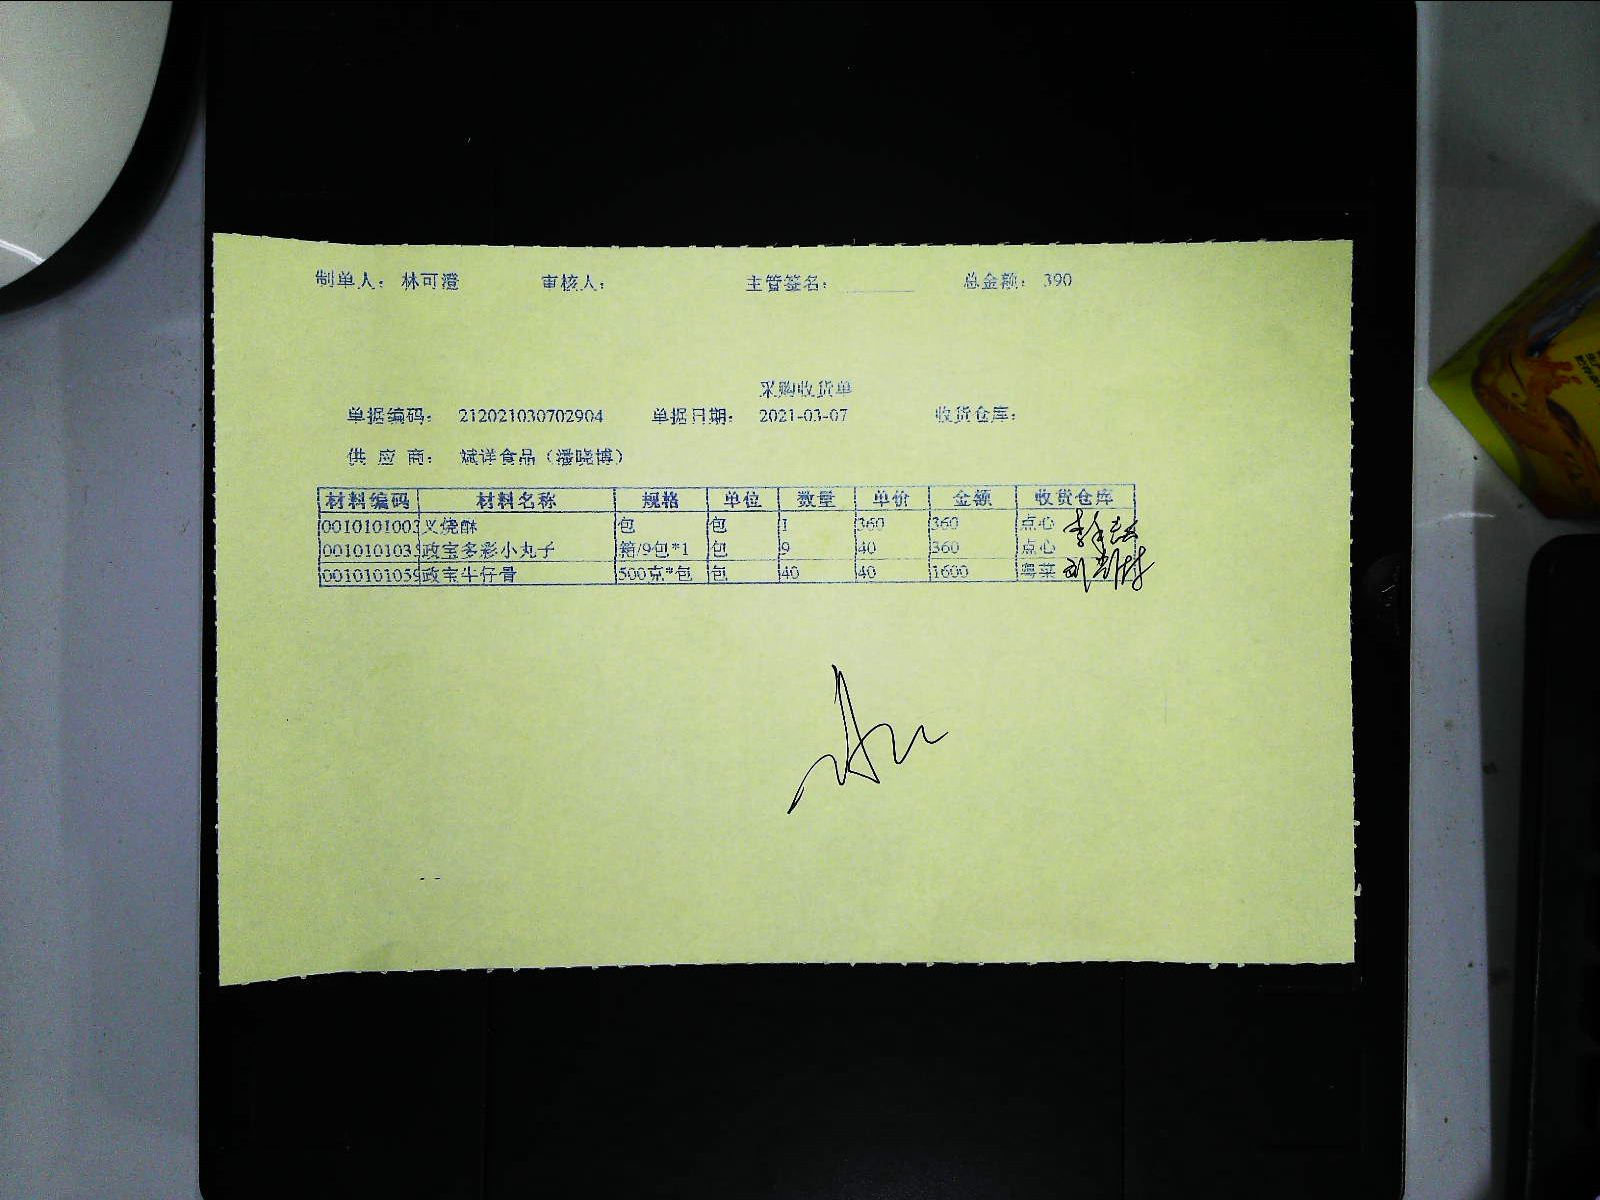 制单人: 林可澄 审核人: 主管签名: 总金额: 390
采购收货单
单据编码: 212021030702904 单据日期: 2021-03-07 收货仓库:
供 应 商: 斌洋食品(潘晓博)
材料编码 材料名称 规格 单位 数量 单价 金额 收货仓库
0010101003 叉烧酥 包 包 1 360 360 点心
0010101035 政宝多彩小丸子 箱/9包*1 包 9 40 360 点心
0010101059 政宝牛仔骨 500克*包 包 40 40 1600 粤菜